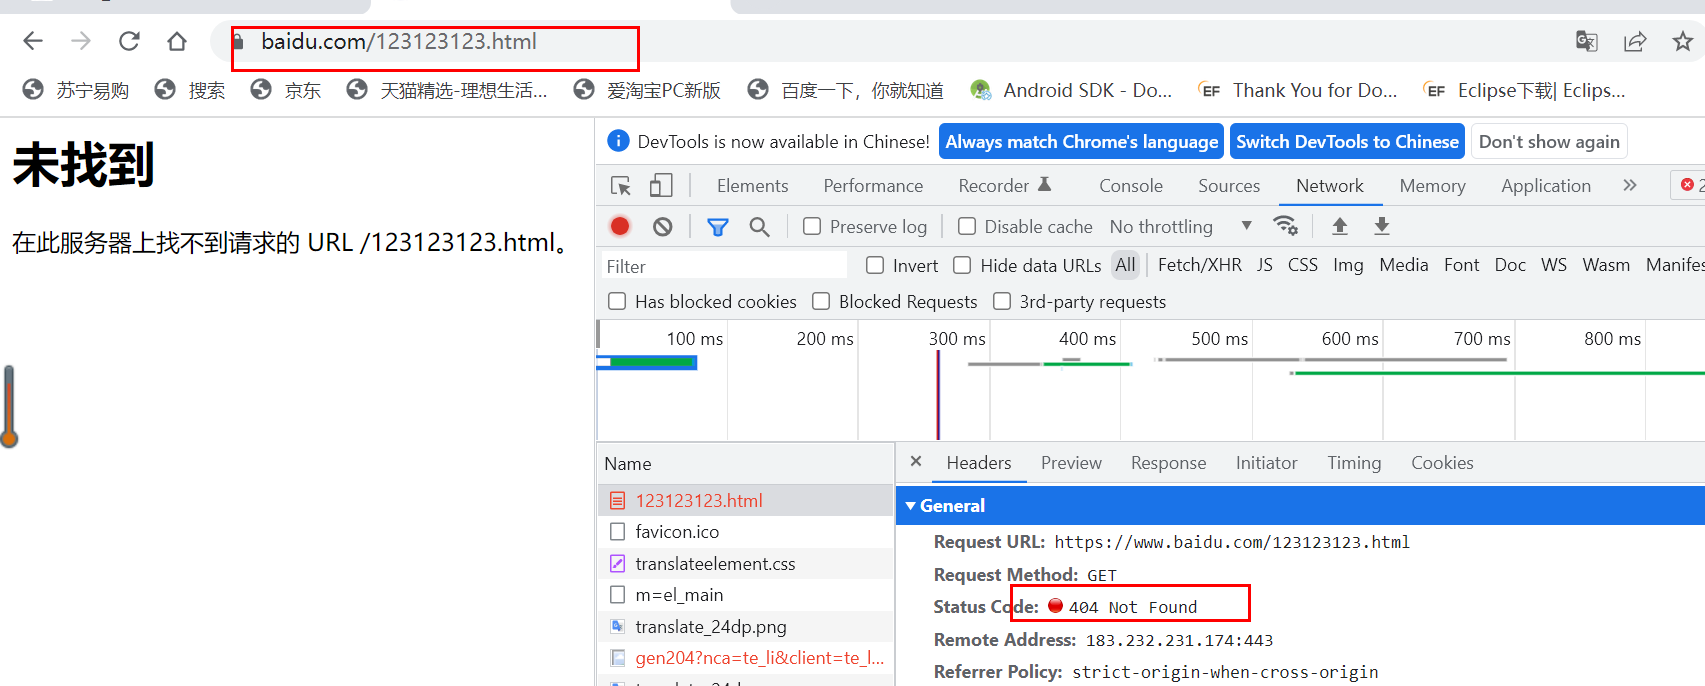 baidu.com/123123123.html
苏宁易购 搜索 京东 天猫精选-理想生活... 爱淘宝PC新版 百度一下，你就知道 Android SDK - Do... EF Thank You for Do... EF Eclipse下载| Eclips...
未找到
在此服务器上找不到请求的 URL /123123123.html。
DevTools is now available in Chinese! Always match Chrome's language Switch DevTools to Chinese Don't show again
Elements Performance Recorder Console Sources Network Memory Application » 2
Preserve log Disable cache No throttling
Filter Invert Hide data URLs All Fetch/XHR JS CSS Img Media Font Doc WS Wasm Manifes
Has blocked cookies Blocked Requests 3rd-party requests
100 ms 200 ms 300 ms 400 ms 500 ms 600 ms 700 ms 800 ms
Name
123123123.html
favicon.ico
translateelement.css
m=el_main
translate_24dp.png
gen204?nca=te_li&client=te_l...
× Headers Preview Response Initiator Timing Cookies
General
Request URL: https://www.baidu.com/123123123.html
Request Method: GET
Status Code: 404 Not Found
Remote Address: 183.232.231.174:443
Referrer Policy: strict-origin-when-cross-origin